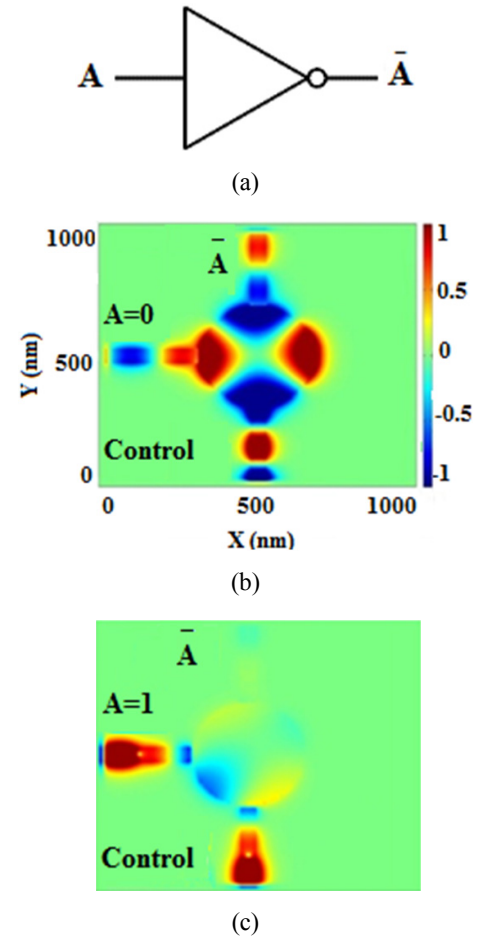 A
Ā
(a)
1000
500
0
Y (nm)
Ā
A=0
Control
0
500
1000
X (nm)
1
0.5
0
-0.5
-1
(b)
Ā
A=1
Control
(c)